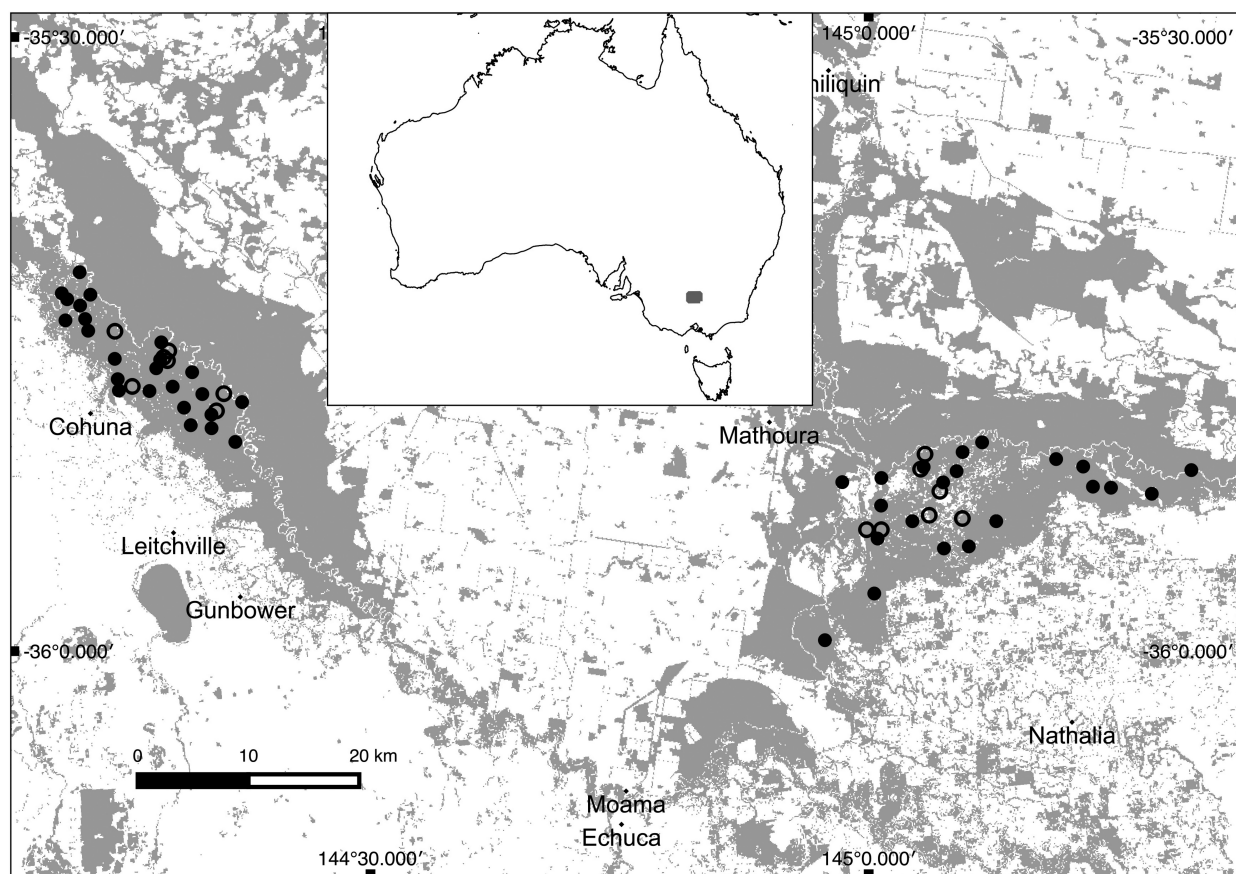 -35°30.000′
145°0.000′
-35°30.000′
niliquin
Cohuna
Mathoura
Leitchville
Gunbower
-36°0.000′
-36°0.000′
Nathalia
0 10 20 km
Moama
Echuca
144°30.000′
145°0.000′